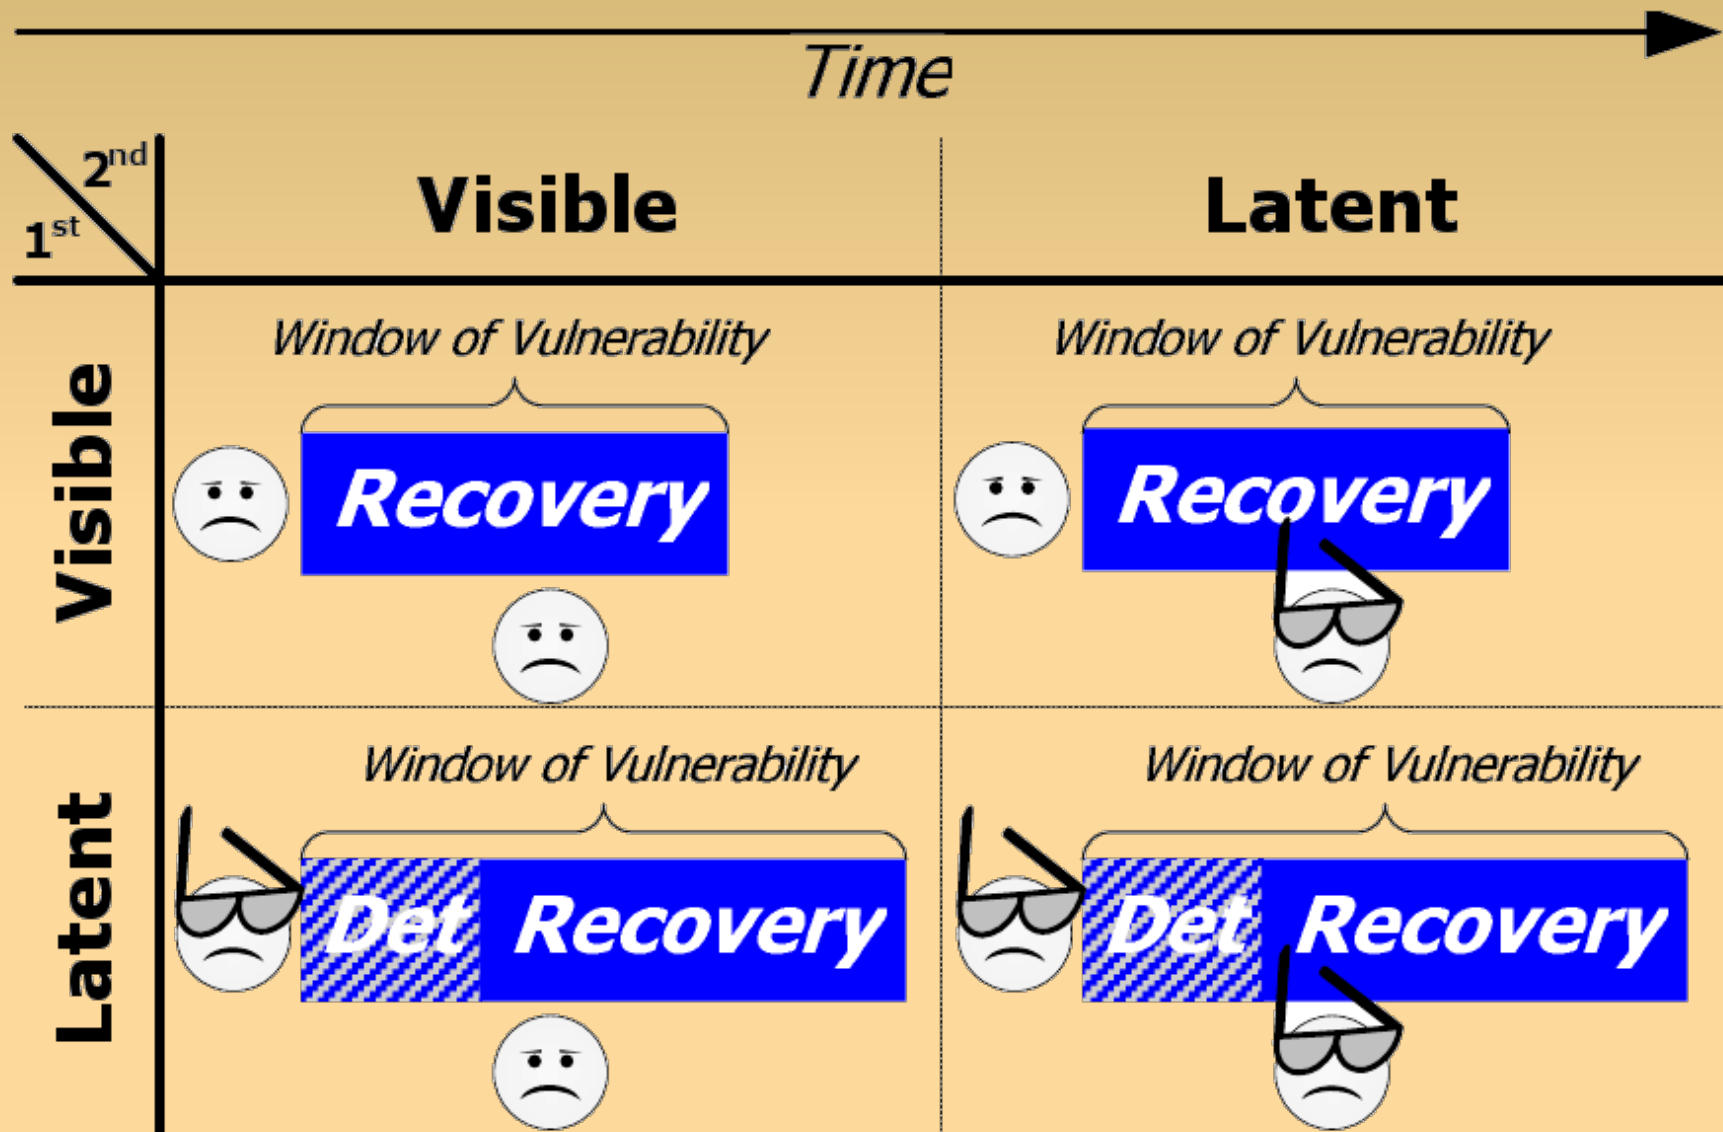 Time
2nd
1st
Visible
Latent
Visible
Window of Vulnerability
Recovery
Window of Vulnerability
Recovery
Latent
Window of Vulnerability
Det Recovery
Window of Vulnerability
Det Recovery